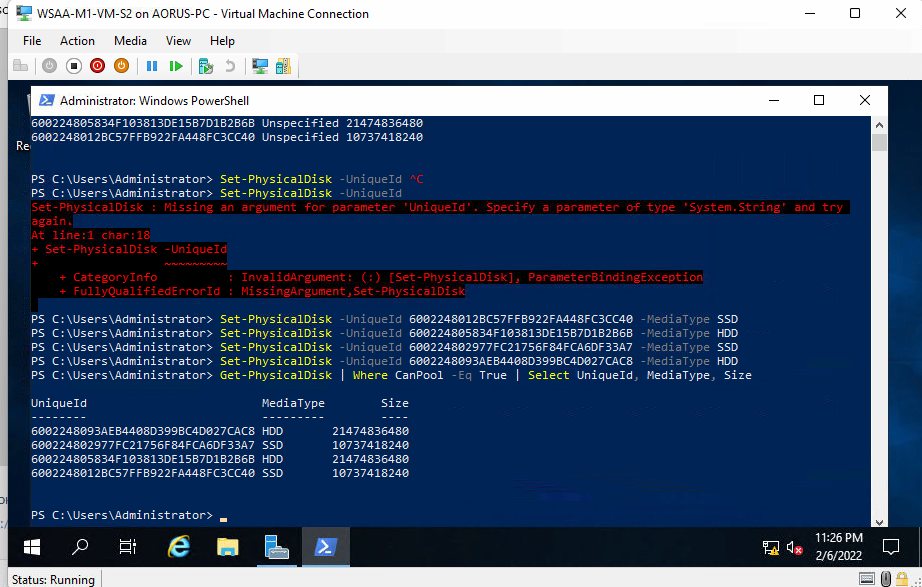 WSAA-M1-VM-S2 on AORUS-PC - Virtual Machine Connection
File Action Media View Help
Administrator: Windows PowerShell
600224805834F103813DE15B7D1B2B6B Unspecified 21474836480
6002248012BC57FFB922FA448FC3CC40 Unspecified 10737418240
PS C:\Users\Administrator> Set-PhysicalDisk -UniqueId ^C
PS C:\Users\Administrator> Set-PhysicalDisk -UniqueId
Set-PhysicalDisk : Missing an argument for parameter 'UniqueId'. Specify a parameter of type 'System.String' and try
again.
At line:1 char:18
+ Set-PhysicalDisk -UniqueId
+                  ~~~~~~~~~
+ CategoryInfo          : InvalidArgument: (:) [Set-PhysicalDisk], ParameterBindingException
+ FullyQualifiedErrorId : MissingArgument,Set-PhysicalDisk
PS C:\Users\Administrator> Set-PhysicalDisk -UniqueId 6002248012BC57FFB922FA448FC3CC40 -MediaType SSD
PS C:\Users\Administrator> Set-PhysicalDisk -UniqueId 600224805834F103813DE15B7D1B2B6B -MediaType HDD
PS C:\Users\Administrator> Set-PhysicalDisk -UniqueId 600224802977FC21756F84FCA6DF33A7 -MediaType SSD
PS C:\Users\Administrator> Set-PhysicalDisk -UniqueId 6002248093AEB4408D399BC4D027CAC8 -MediaType HDD
PS C:\Users\Administrator> Get-PhysicalDisk | Where CanPool -Eq True | Select UniqueId, MediaType, Size
UniqueId                         MediaType        Size
--------                         ---------        ----
6002248093AEB4408D399BC4D027CAC8 HDD       21474836480
600224802977FC21756F84FCA6DF33A7 SSD       10737418240
600224805834F103813DE15B7D1B2B6B HDD       21474836480
6002248012BC57FFB922FA448FC3CC40 SSD       10737418240
PS C:\Users\Administrator>
11:26 PM
2/6/2022
Status: Running